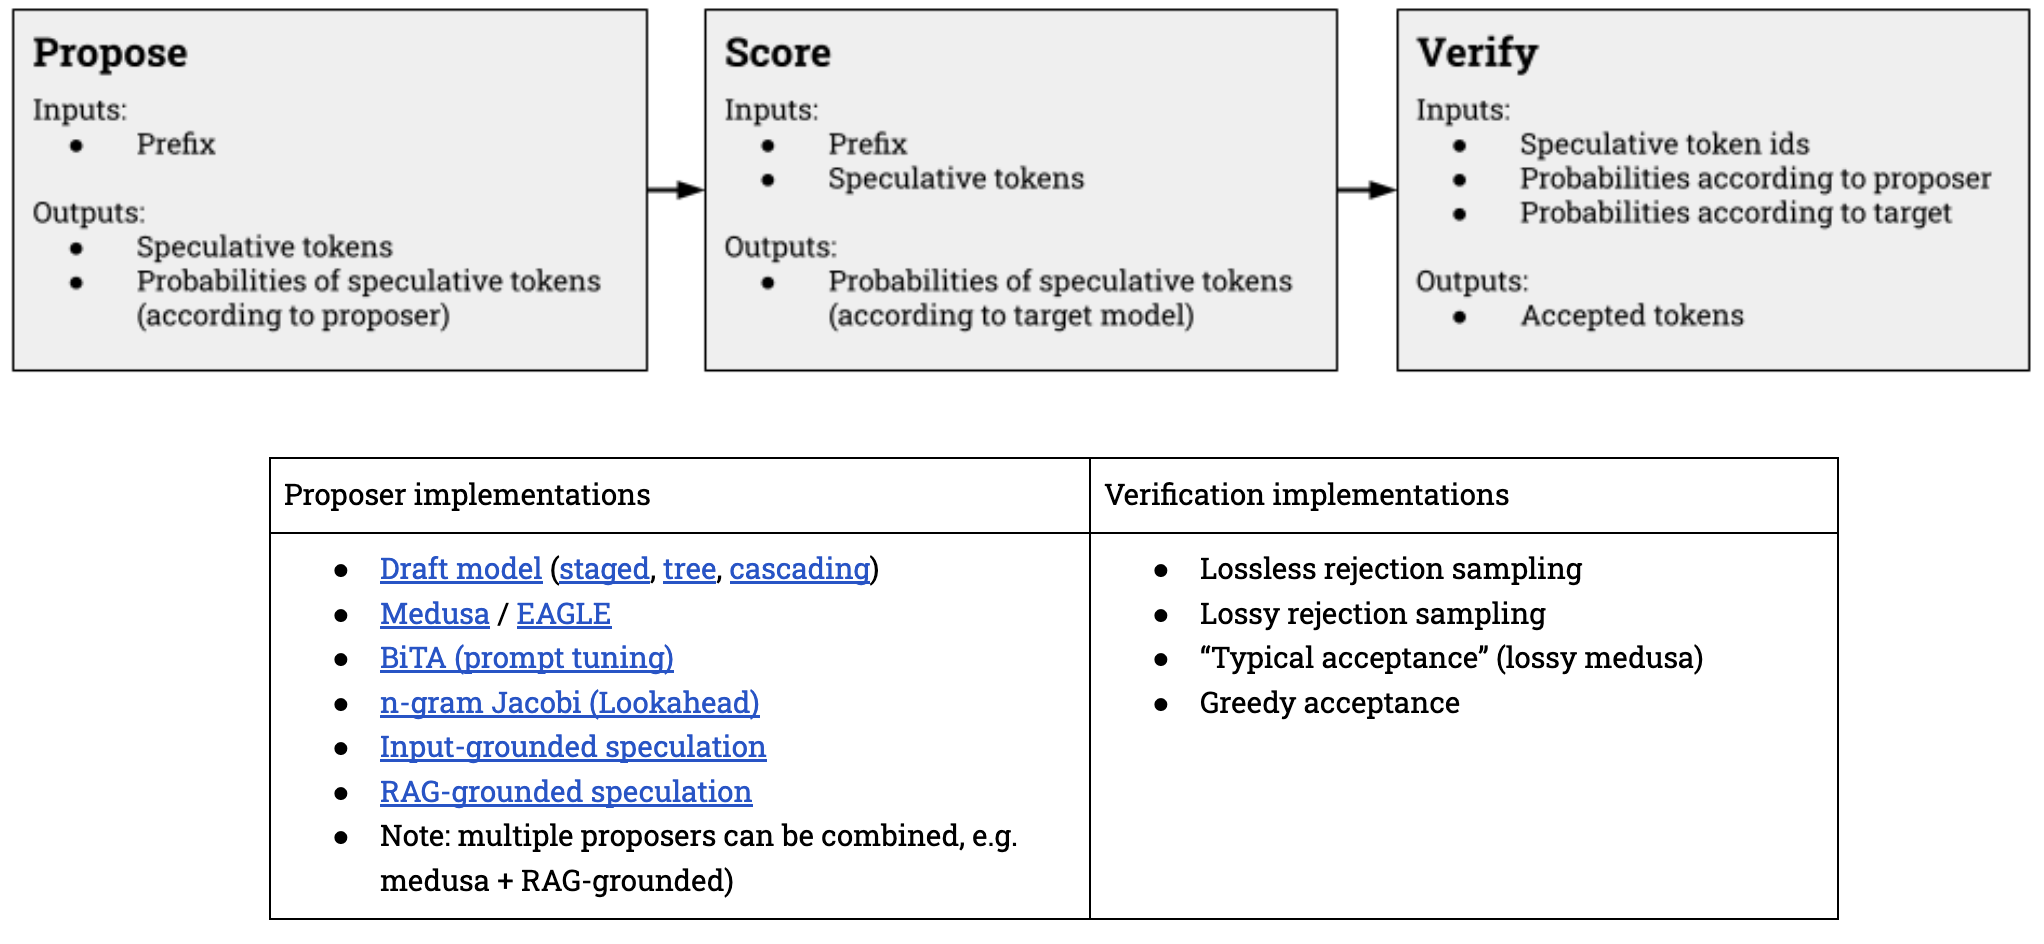 Propose
Inputs:
● Prefix
Outputs:
● Speculative tokens
● Probabilities of speculative tokens
(according to proposer)
Score
Inputs:
● Prefix
● Speculative tokens
Outputs:
● Probabilities of speculative tokens
(according to target model)
Verify
Inputs:
● Speculative token ids
● Probabilities according to proposer
● Probabilities according to target
Outputs:
● Accepted tokens
Proposer implementations
● Draft model (staged, tree, cascading)
● Medusa / EAGLE
● BiTA (prompt tuning)
● n-gram Jacobi (Lookahead)
● Input-grounded speculation
● RAG-grounded speculation
● Note: multiple proposers can be combined, e.g.
medusa + RAG-grounded)
Verification implementations
● Lossless rejection sampling
● Lossy rejection sampling
● “Typical acceptance” (lossy medusa)
● Greedy acceptance